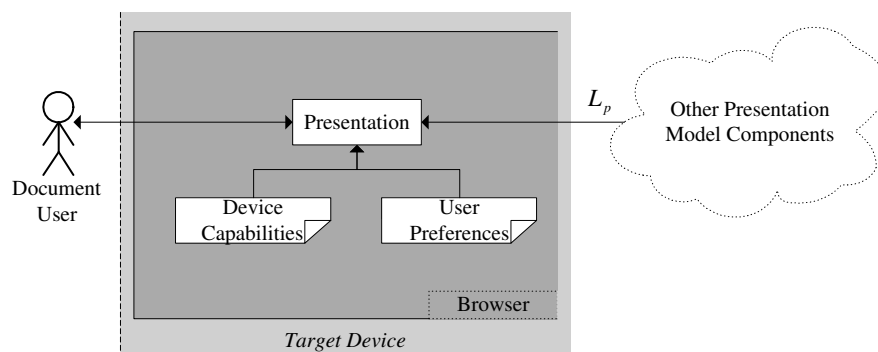 Presentation
L_p
Other Presentation
Model Components
Document
User
Device
Capabilities
User
Preferences
Browser
Target Device